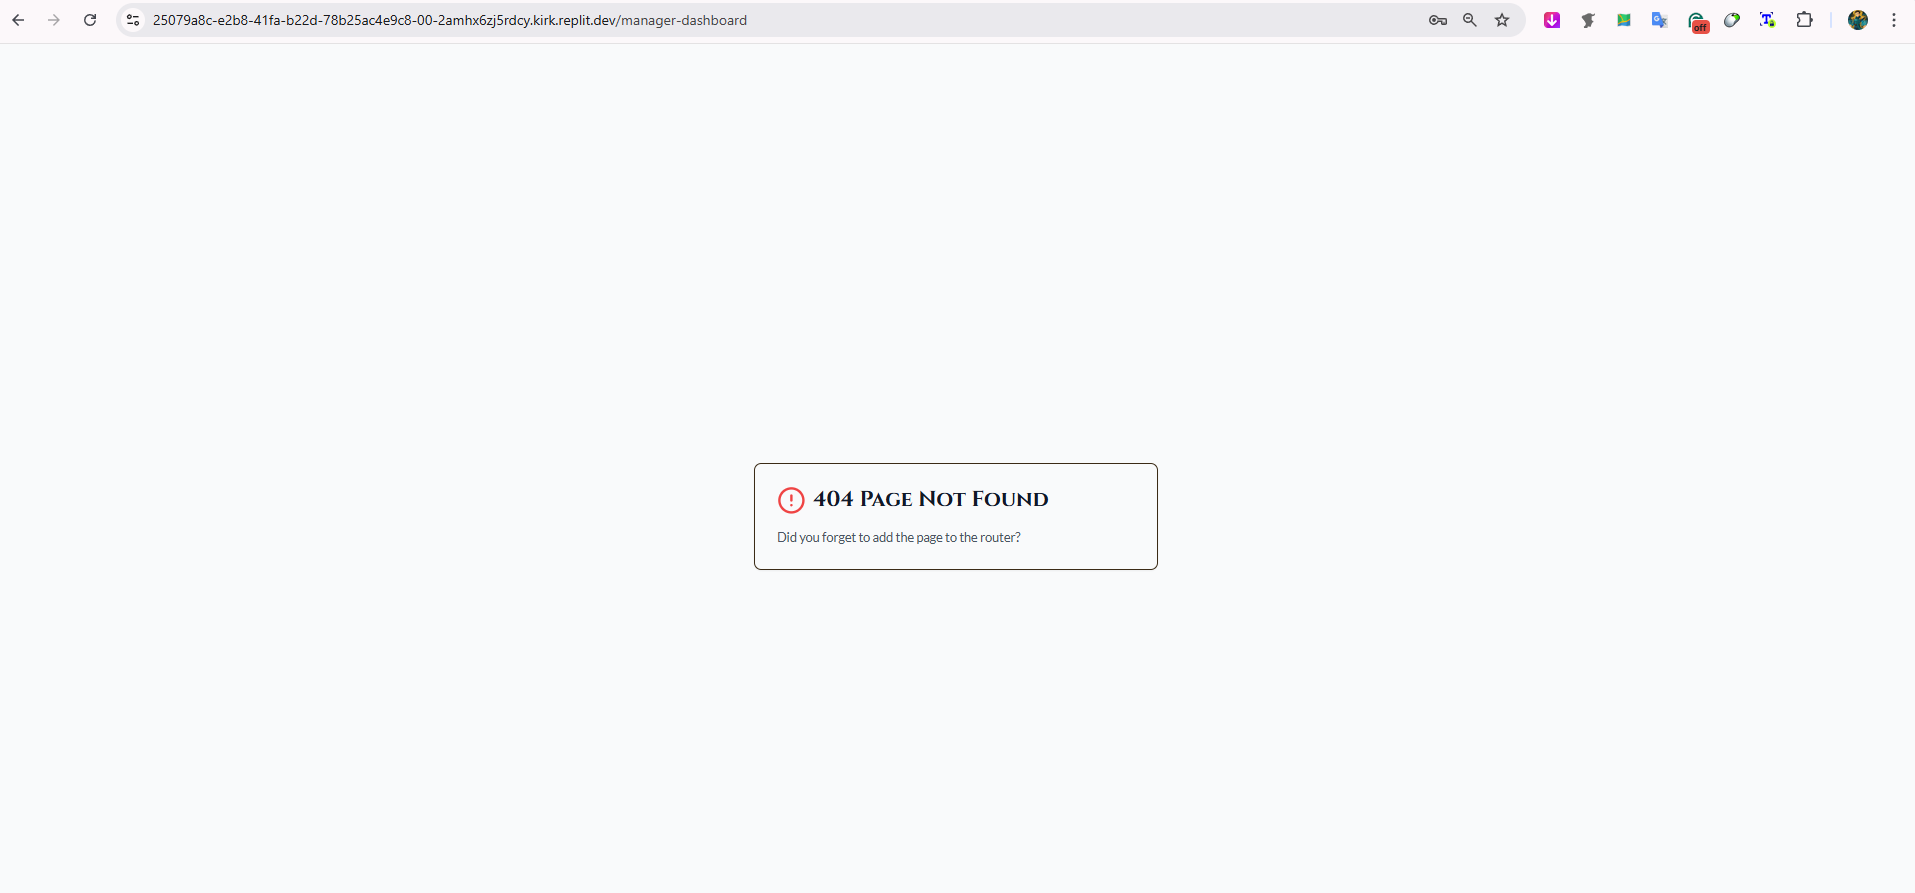 25079a8c-e2b8-41fa-b22d-78b25ac4e9c8-00-2amhx6zj5rdcy.kirk.replit.dev/manager-dashboard
off
404 Page Not Found
Did you forget to add the page to the router?